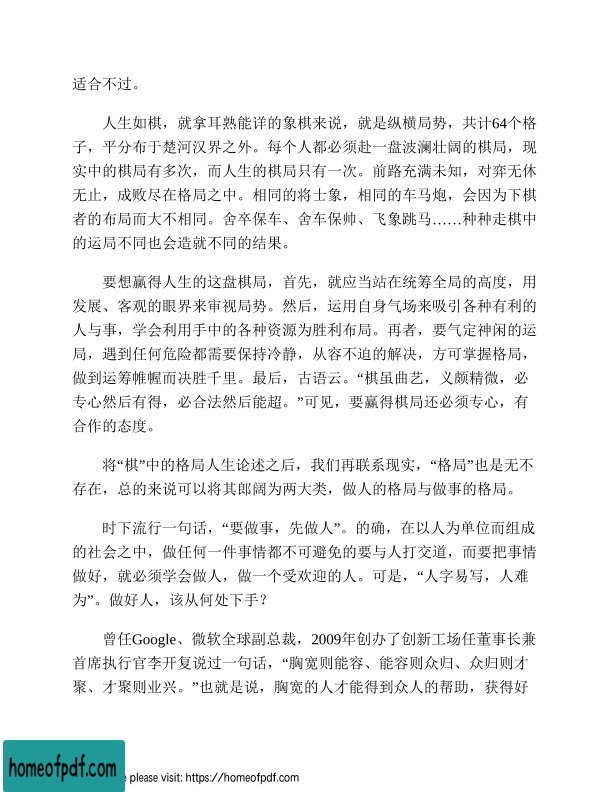 适合不过。
人生如棋，就拿耳熟能详的象棋来说，就是纵横局势，共计64个格
子，平分布于楚河汉界之外。每个人都必须赴一盘波澜壮阔的棋局，现
实中的棋局有多次，而人生的棋局只有一次。前路充满未知，对弈无休
无止，成败尽在格局之中。相同的将士象，相同的车马炮，会因为下棋
者的布局而大不相同。舍卒保车、舍车保帅、飞象跳马……种种走棋中
的运局不同也会造就不同的结果。
要想赢得人生的这盘棋局，首先，就应当站在统筹全局的高度，用
发展、客观的眼界来审视局势。然后，运用自身气场来吸引各种有利的
人与事，学会利用手中的各种资源为胜利布局。再者，要气定神闲的运
局，遇到任何危险都需要保持冷静，从容不迫的解决，方可掌握格局，
做到运筹帷幄而决胜千里。最后，古语云。“棋虽曲艺，义颇精微，必
专心然后有得，必合法然后能超。”可见，要赢得棋局还必须专心，有
合作的态度。
将“棋”中的格局人生论述之后，我们再联系现实，“格局”也是无不
存在，总的来说可以将其郎阔为两大类，做人的格局与做事的格局。
时下流行一句话，“要做事，先做人”。的确，在以人为单位而组成
的社会之中，做任何一件事情都不可避免的要与人打交道，而要把事情
做好，就必须学会做人，做一个受欢迎的人。可是，“人字易写，人难
为”。做好人，该从何处下手？
曾任Google、微软全球副总裁，2009年创办了创新工场任董事长兼
首席执行官李开复说过一句话，“胸宽则能容、能容则众归、众归则才
聚、才聚则业兴。”也就是说，胸宽的人才能得到众人的帮助，获得好
homeofpdf.com
e please visit: https://homeofpdf.com